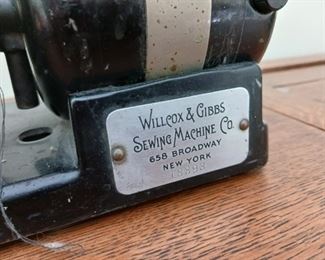 WILLCOX & GIBBS
SEWING MACHINE CO.
658 BROADWAY
NEW YORK